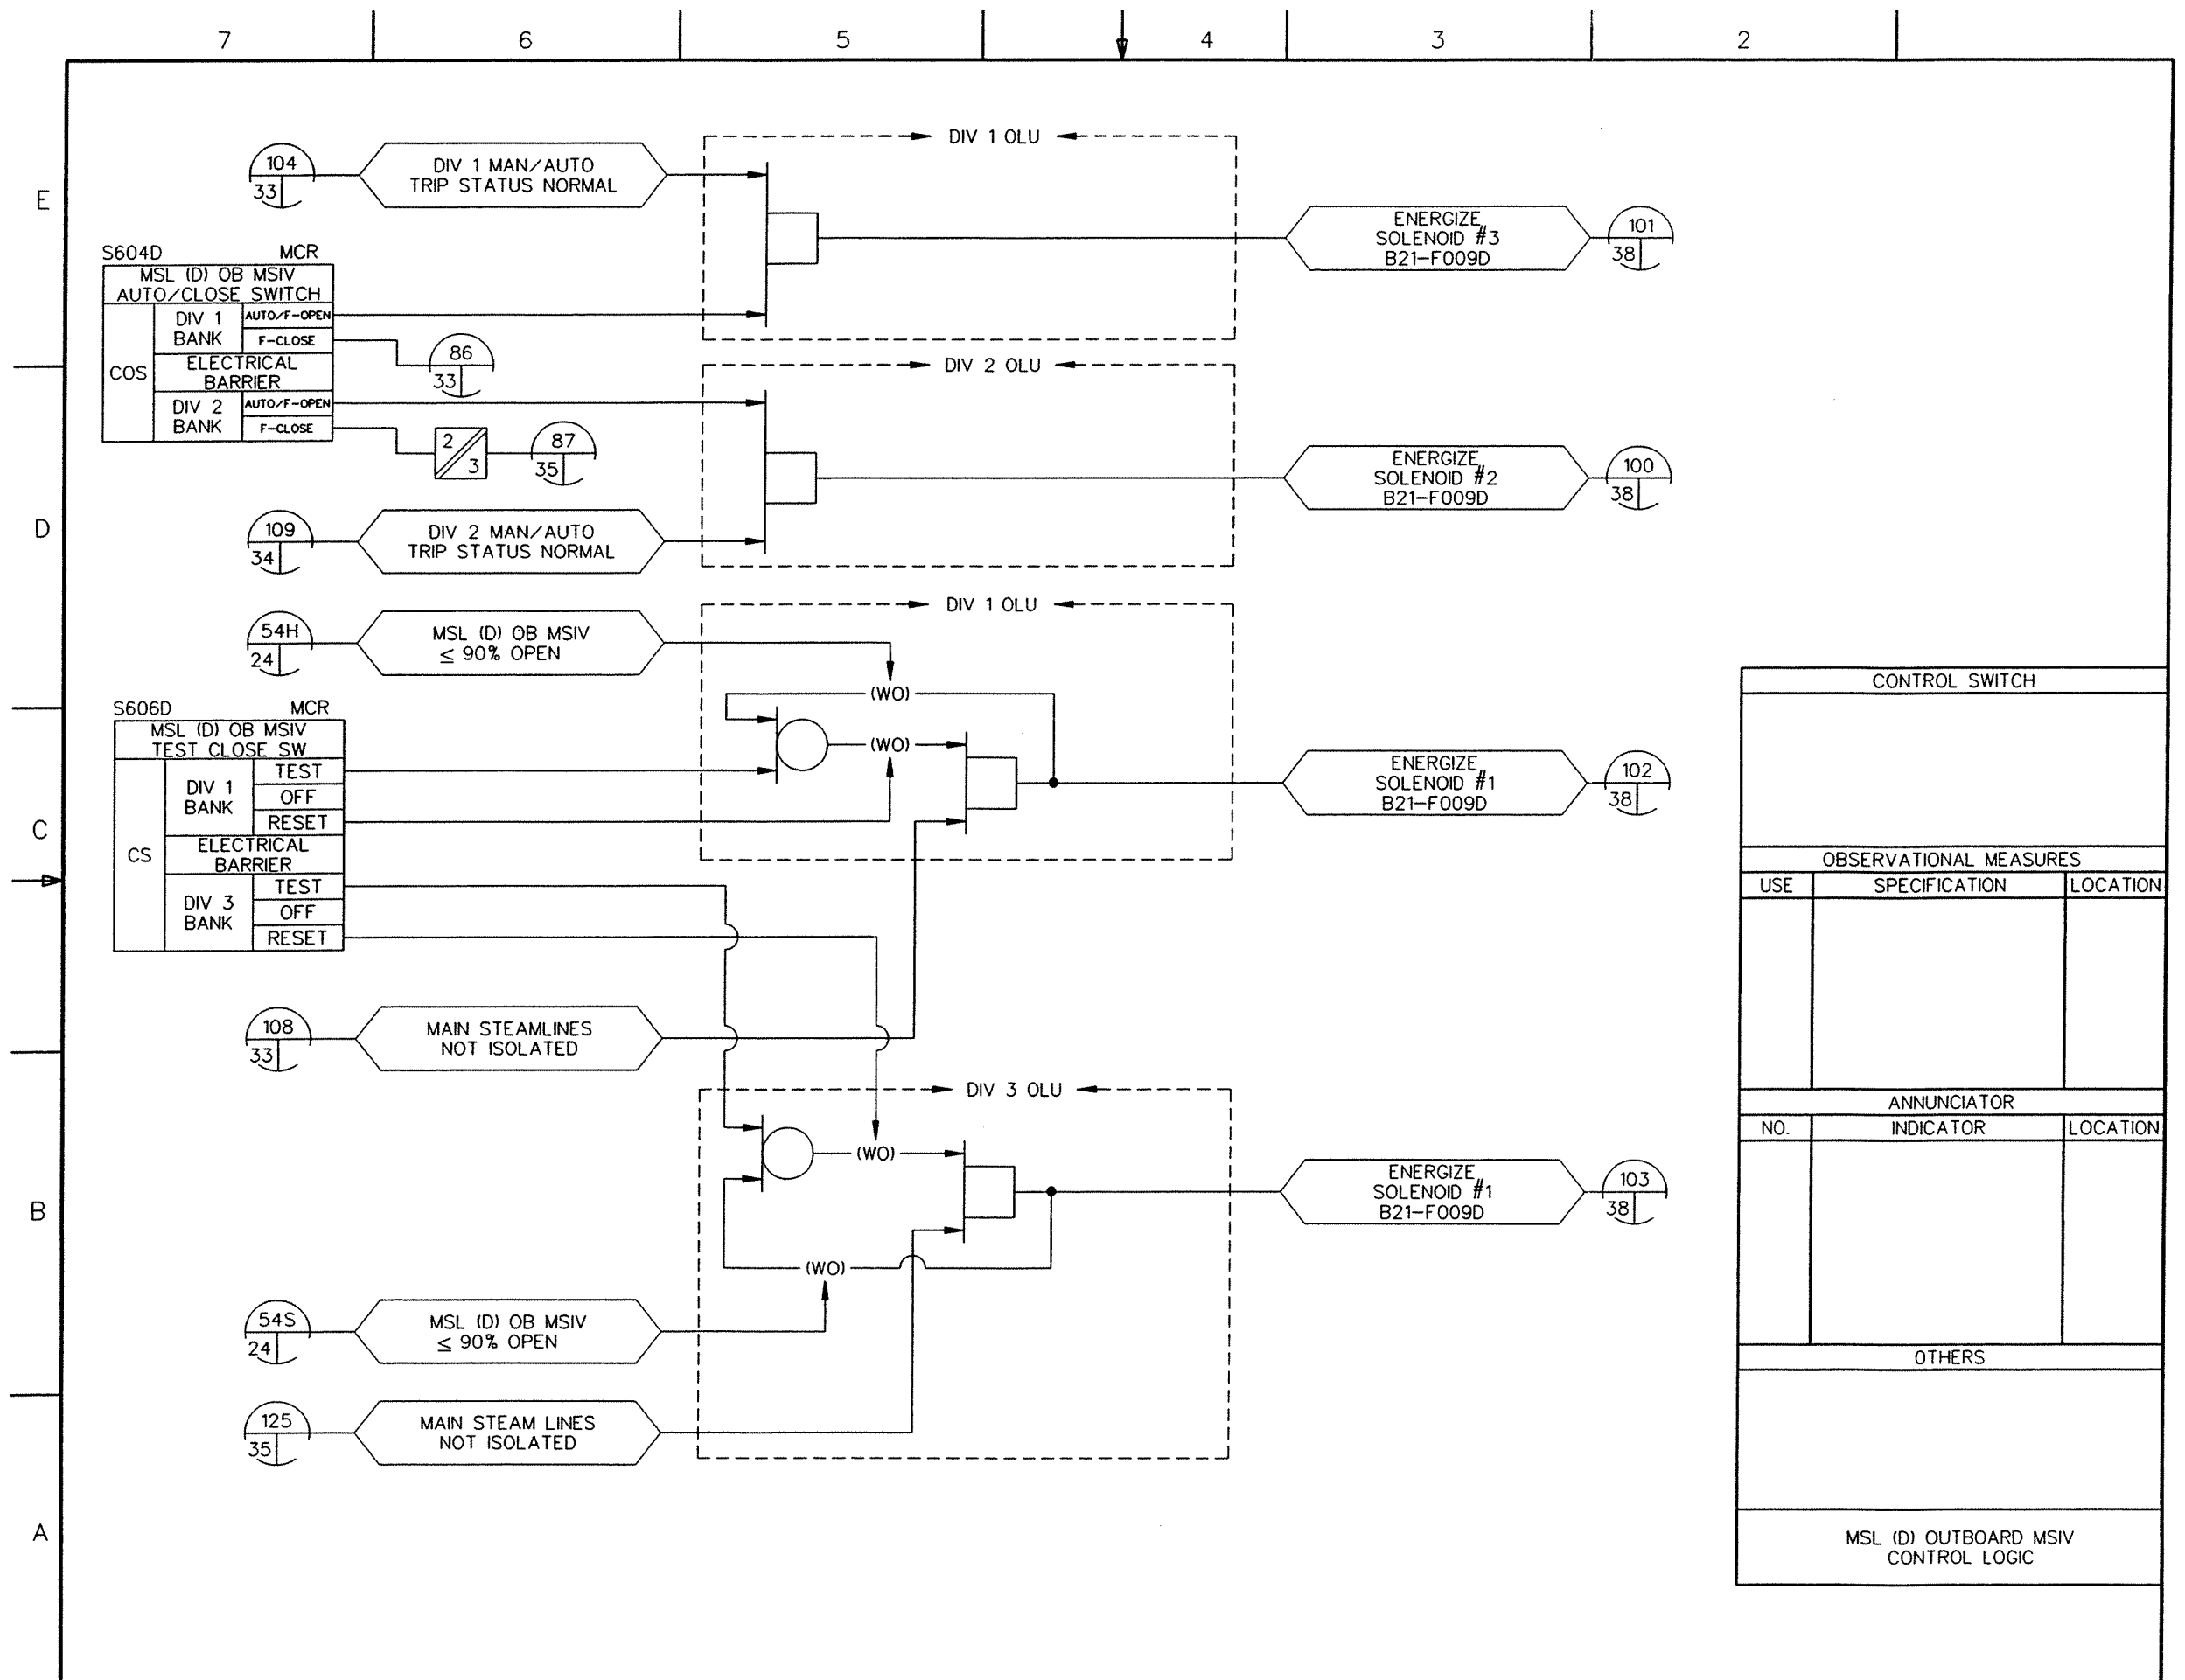 7 6 5 4 3 2
E
D
C
B
A
104
33
DIV 1 MAN/AUTO
TRIP STATUS NORMAL
DIV 1 OLU
ENERGIZE
SOLENOID #3
B21-F009D
101
38
S604D MCR
MSL (D) OB MSIV
AUTO/CLOSE SWITCH
COS
DIV 1
BANK
AUTO/F-OPEN
F-CLOSE
ELECTRICAL
BARRIER
DIV 2
BANK
AUTO/F-OPEN
F-CLOSE
86
33
2
3
87
35
DIV 2 OLU
ENERGIZE
SOLENOID #2
B21-F009D
100
38
109
34
DIV 2 MAN/AUTO
TRIP STATUS NORMAL
54H
24
MSL (D) OB MSIV
≤ 90% OPEN
DIV 1 OLU
(WO)
(WO)
ENERGIZE
SOLENOID #1
B21-F009D
102
38
S606D MCR
MSL (D) OB MSIV
TEST CLOSE SW
CS
DIV 1
BANK
TEST
OFF
RESET
ELECTRICAL
BARRIER
DIV 3
BANK
TEST
OFF
RESET
108
33
MAIN STEAMLINES
NOT ISOLATED
DIV 3 OLU
(WO)
(WO)
ENERGIZE
SOLENOID #1
B21-F009D
103
38
54S
24
MSL (D) OB MSIV
≤ 90% OPEN
125
35
MAIN STEAM LINES
NOT ISOLATED
CONTROL SWITCH
OBSERVATIONAL MEASURES
USE SPECIFICATION LOCATION
ANNUNCIATOR
NO. INDICATOR LOCATION
OTHERS
MSL (D) OUTBOARD MSIV
CONTROL LOGIC